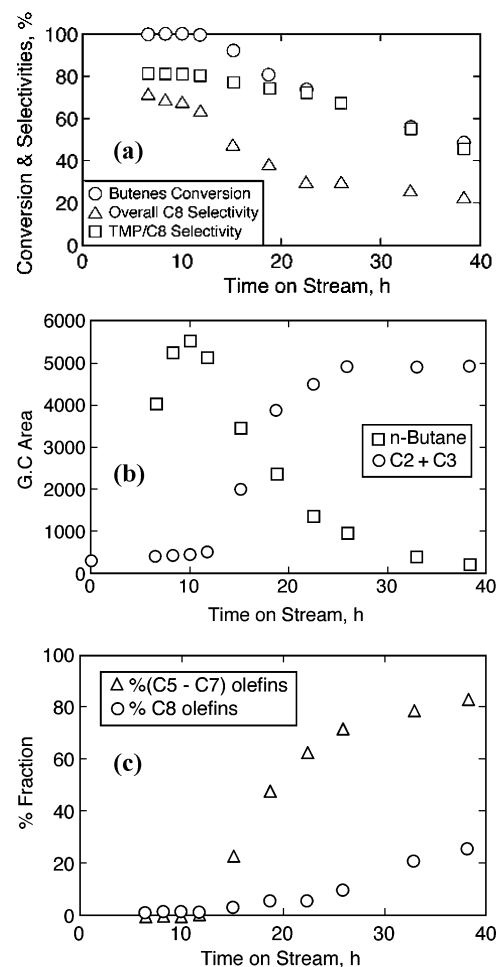 Conversion & Selectivities, %
100
80
60
40
20
0
(a)
Butenes Conversion
Overall C8 Selectivity
TMP/C8 Selectivity
0 10 20 30 40
Time on Stream, h
G.C Area
6000
5000
4000
3000
2000
1000
0
n-Butane
C2 + C3
(b)
0 10 20 30 40
Time on Stream, h
% Fraction
100
80
60
40
20
0
%(C5 - C7) olefins
% C8 olefins
(c)
0 10 20 30 40
Time on Stream, h